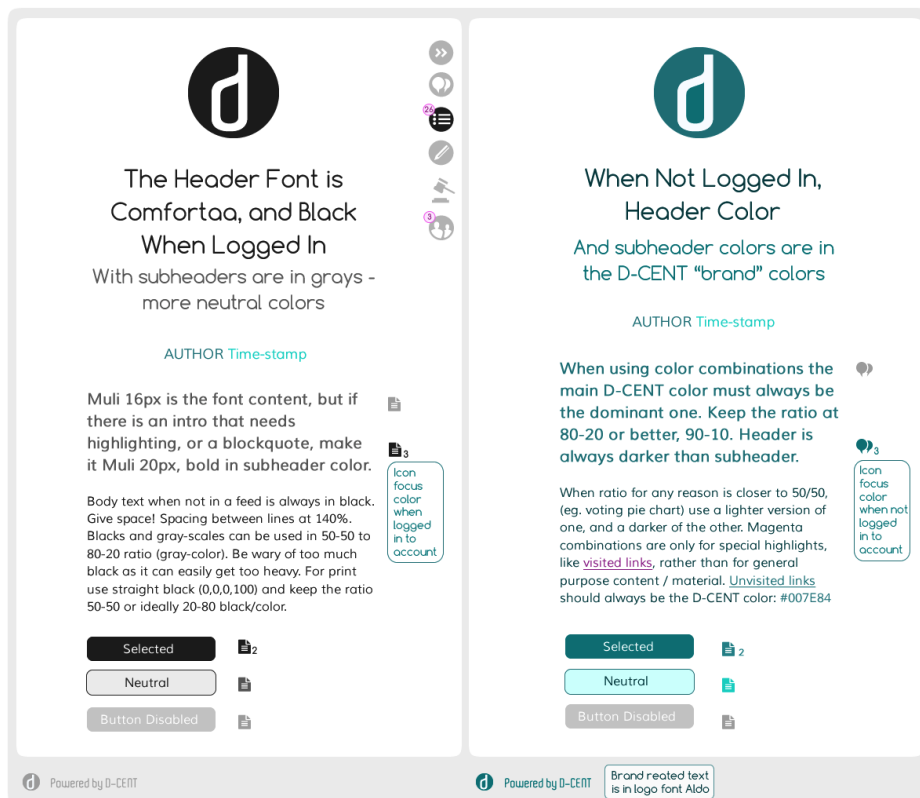 d
26
3
The Header Font is
Comfortaa, and Black
When Logged In
With subheaders are in grays -
more neutral colors
AUTHOR Time-stamp
Muli 16px is the font content, but if
there is an intro that needs
highlighting, or a blockquote, make
it Muli 20px, bold in subheader color.
3
Icon
focus
color
when
logged
in to
account
Body text when not in a feed is always in black.
Give space! Spacing between lines at 140%.
Blacks and gray-scales can be used in 50-50 to
80-20 ratio (gray-color). Be wary of too much
black as it can easily get too heavy. For print
use straight black (0,0,0,100) and keep the ratio
50-50 or ideally 20-80 black/color.
Selected
2
Neutral
Button Disabled
d
Powered by D-CENT
d
When Not Logged In,
Header Color
And subheader colors are in
the D-CENT “brand” colors
AUTHOR Time-stamp
When using color combinations the
main D-CENT color must always be
the dominant one. Keep the ratio at
80-20 or better, 90-10. Header is
always darker than subheader.
3
Icon
focus
color
when not
logged
in to
account
When ratio for any reason is closer to 50/50,
(eg. voting pie chart) use a lighter version of
one, and a darker of the other. Magenta
combinations are only for special highlights,
like visited links, rather than for general
purpose content / material. Unvisited links
should always be the D-CENT color: #007E84
Selected
2
Neutral
Button Disabled
d
Powered by D-CENT
Brand reated text
is in logo font Aldo